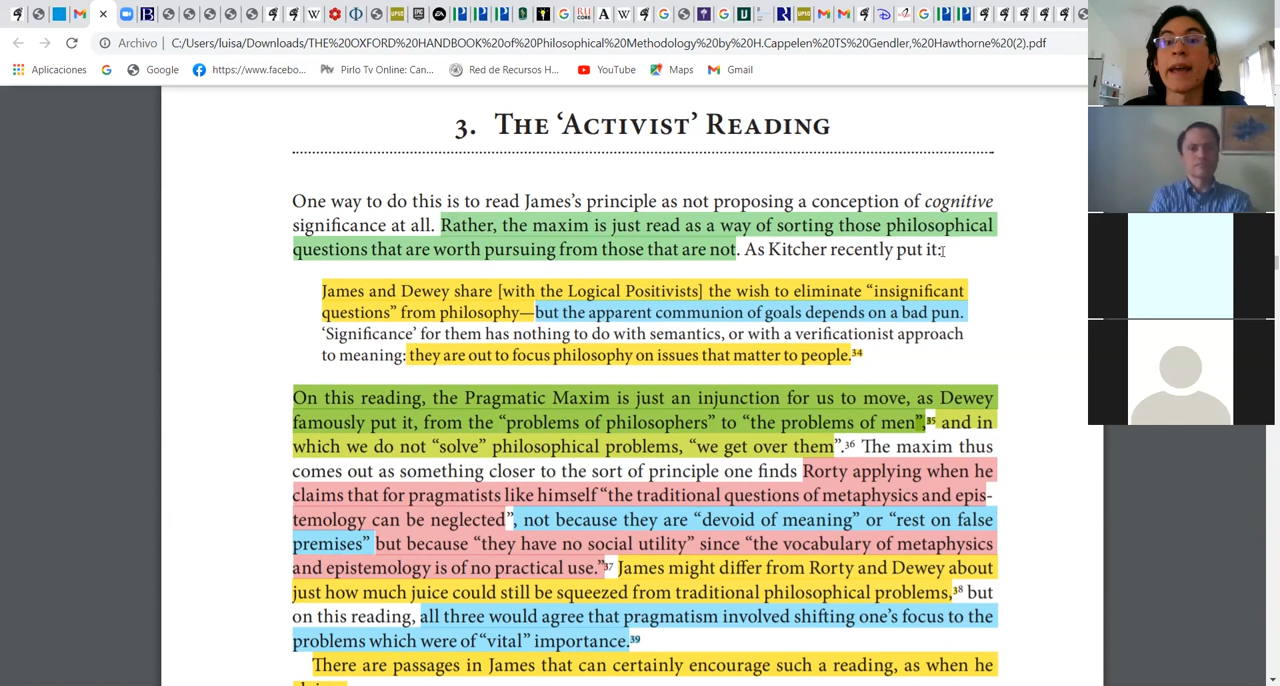 Archivo | C:/Users/luisa/Downloads/THE%20OXFORD%20HANDBOOK%20of%20Philosophical%20Methodology%20by%20H.Cappelen%20TS%20Gendler,%20Hawthorne%20(2).pdf
Aplicaciones Google https://www.facebo... Pirlo Tv Online: Can... Red de Recursos H... YouTube Maps Gmail
3. The ‘Activist’ Reading
One way to do this is to read James’s principle as not proposing a conception of cognitive
significance at all. Rather, the maxim is just read as a way of sorting those philosophical
questions that are worth pursuing from those that are not. As Kitcher recently put it:
James and Dewey share [with the Logical Positivists] the wish to eliminate “insignificant
questions” from philosophy—but the apparent communion of goals depends on a bad pun.
‘Significance’ for them has nothing to do with semantics, or with a verificationist approach
to meaning: they are out to focus philosophy on issues that matter to people.34
On this reading, the Pragmatic Maxim is just an injunction for us to move, as Dewey
famously put it, from the “problems of philosophers” to “the problems of men”,35 and in
which we do not “solve” philosophical problems, “we get over them”.36 The maxim thus
comes out as something closer to the sort of principle one finds Rorty applying when he
claims that for pragmatists like himself “the traditional questions of metaphysics and epis-
temology can be neglected”, not because they are “devoid of meaning” or “rest on false
premises” but because “they have no social utility” since “the vocabulary of metaphysics
and epistemology is of no practical use.”37 James might differ from Rorty and Dewey about
just how much juice could still be squeezed from traditional philosophical problems,38 but
on this reading, all three would agree that pragmatism involved shifting one’s focus to the
problems which were of “vital” importance.39
There are passages in James that can certainly encourage such a reading, as when he